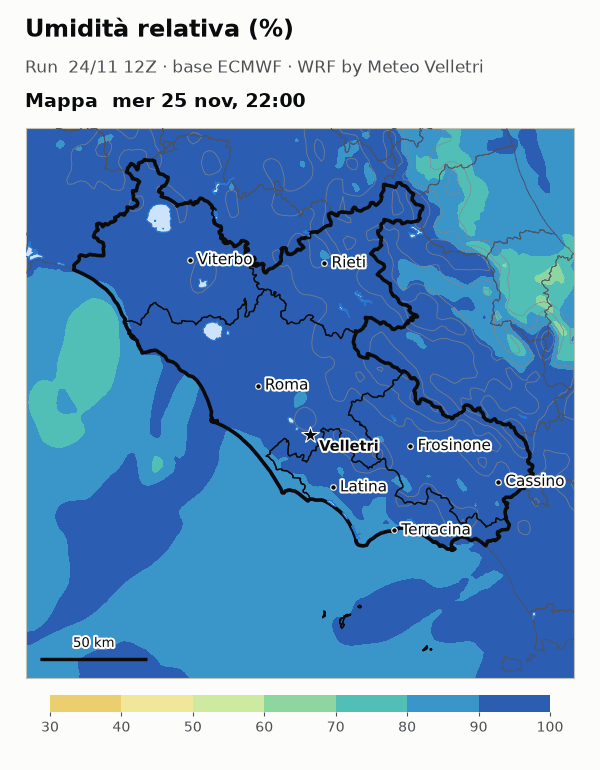 Umidità relativa (%)
Run  24/11 12Z · base ECMWF · WRF by Meteo Velletri
Mappa  mer 25 nov, 22:00
Viterbo
Rieti
Roma
Velletri
Frosinone
Latina
Cassino
Terracina
50 km
30 40 50 60 70 80 90 100